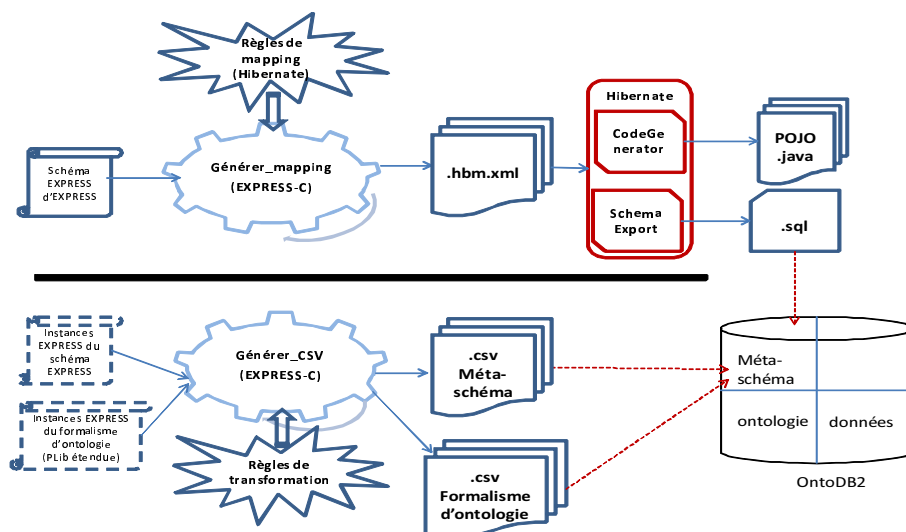 Règles de
mapping
(Hibernate)
Schéma
EXPRESS
d'EXPRESS
Générer_mapping
(EXPRESS-C)
.hbm.xml
Hibernate
CodeGe
nerator
Schema
Export
POJO
.java
.sql
Instances
EXPRESS du
schéma
EXPRESS
Instances EXPRESS
du formalisme
d'ontologie
(PLib étendue)
Générer_CSV
(EXPRESS-C)
Règles de
transformation
.csv
Méta-
schéma
.csv
Formalisme
d'ontologie
Méta-
schéma
ontologie
données
OntoDB2